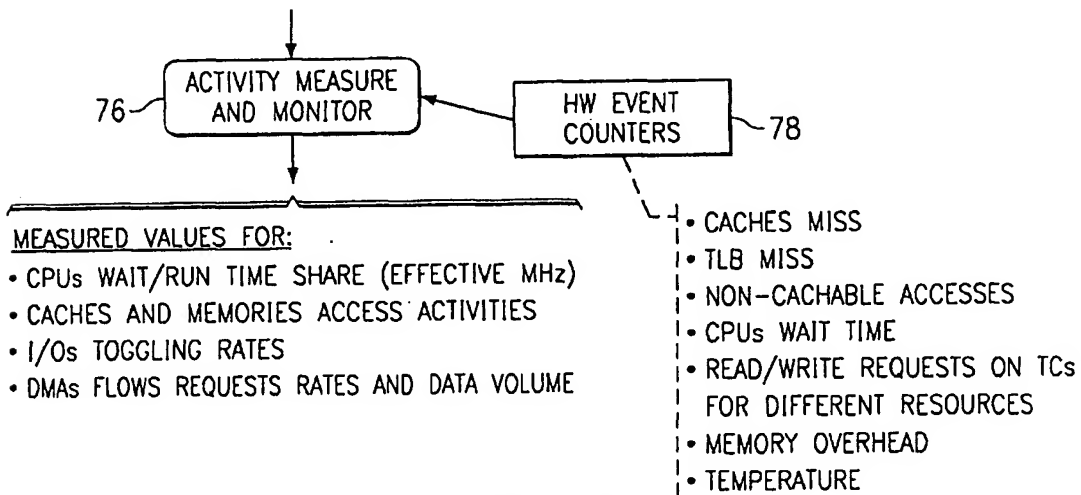 ACTIVITY MEASURE
AND MONITOR
76
HW EVENT
COUNTERS
78
MEASURED VALUES FOR:
• CPUs WAIT/RUN TIME SHARE (EFFECTIVE MHz)
• CACHES AND MEMORIES ACCESS ACTIVITIES
• I/Os TOGGLING RATES
• DMAs FLOWS REQUESTS RATES AND DATA VOLUME
• CACHES MISS
• TLB MISS
• NON-CACHABLE ACCESSES
• CPUs WAIT TIME
• READ/WRITE REQUESTS ON TCs
FOR DIFFERENT RESOURCES
• MEMORY OVERHEAD
• TEMPERATURE